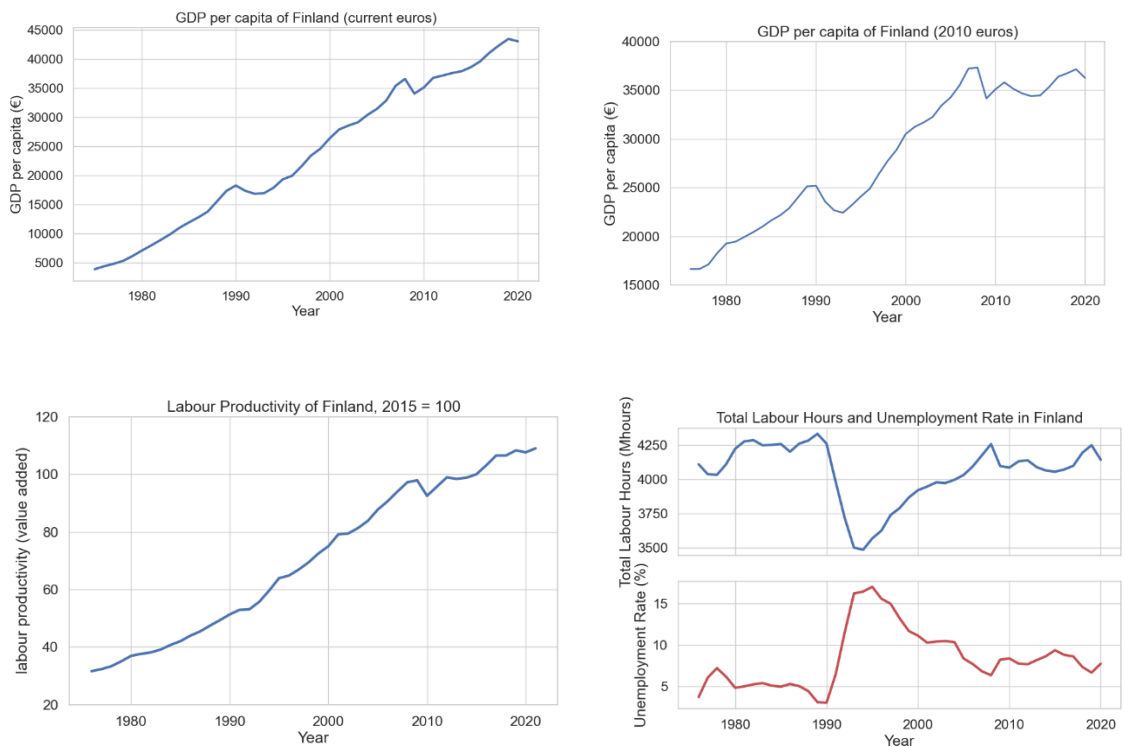 GDP per capita of Finland (current euros)
GDP per capita (€)
45000
40000
35000
30000
25000
20000
15000
10000
5000
1980 1990 2000 2010 2020
Year
GDP per capita of Finland (2010 euros)
GDP per capita (€)
40000
35000
30000
25000
20000
15000
1980 1990 2000 2010 2020
Year
Labour Productivity of Finland, 2015 = 100
labour productivity (value added)
120
100
80
60
40
20
1980 1990 2000 2010 2020
Year
Total Labour Hours and Unemployment Rate in Finland
Total Labour Hours (Mhours)
4250
4000
3750
3500
Unemployment Rate (%)
15
10
5
1980 1990 2000 2010 2020
Year